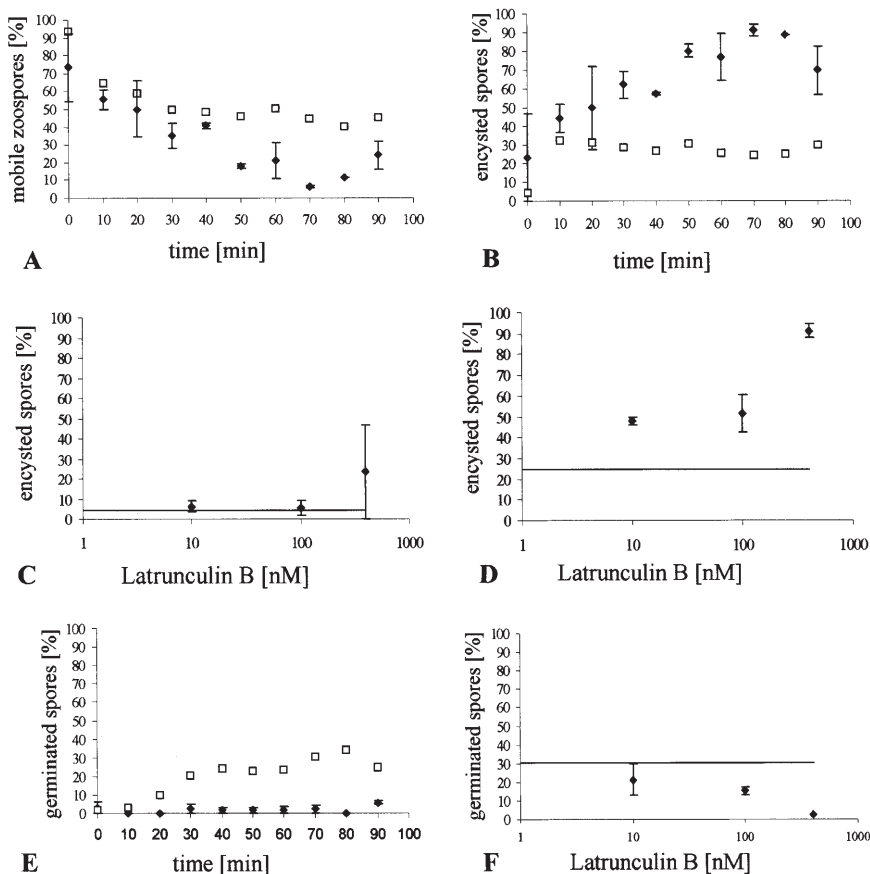 mobile zoospores [%]
100
90
80
70
60
50
40
30
20
10
0
0 10 20 30 40 50 60 70 80 90 100
time [min]
A
encysted spores [%]
100
90
80
70
60
50
40
30
20
10
0
0 10 20 30 40 50 60 70 80 90 100
time [min]
B
encysted spores [%]
100
90
80
70
60
50
40
30
20
10
0
1 10 100 1000
Latrunculin B [nM]
C
encysted spores [%]
100
90
80
70
60
50
40
30
20
10
0
1 10 100 1000
Latrunculin B [nM]
D
germinated spores [%]
100
90
80
70
60
50
40
30
20
10
0
0 10 20 30 40 50 60 70 80 90 100
time [min]
E
germinated spores [%]
100
90
80
70
60
50
40
30
20
10
0
1 10 100 1000
Latrunculin B [nM]
F